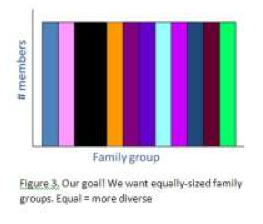 # members
Family group
Figure 3. Our goal! We want equally-sized family
groups. Equal = more diverse